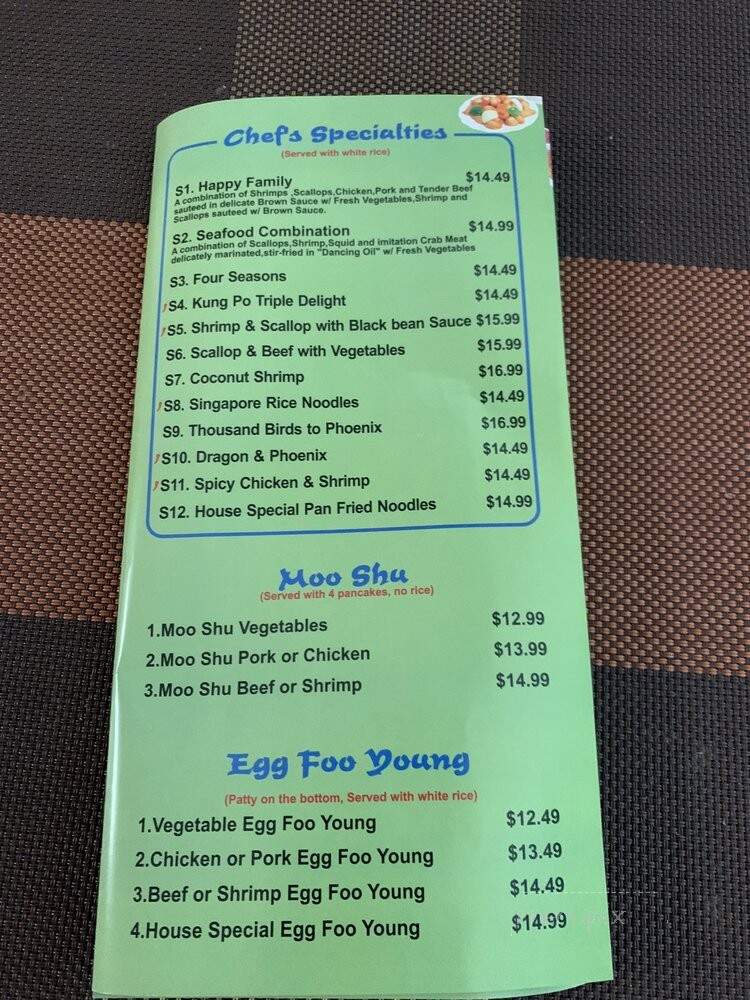 Chef's Specialties
(Served with white rice)
S1. Happy Family $14.49
A combination of Shrimps ,Scallops,Chicken,Pork and Tender Beef
sauteed in delicate Brown Sauce w/ Fresh Vegetables,Shrimp and
Scallops sauteed w/ Brown Sauce.
S2. Seafood Combination $14.99
A combination of Scallops,Shrimp,Squid and imitation Crab Meat
delicately marinated,stir-fried in "Dancing Oil" w/ Fresh Vegetables
S3. Four Seasons $14.49
S4. Kung Po Triple Delight $14.49
S5. Shrimp & Scallop with Black bean Sauce $15.99
S6. Scallop & Beef with Vegetables $15.99
S7. Coconut Shrimp $16.99
S8. Singapore Rice Noodles $14.49
S9. Thousand Birds to Phoenix $16.99
S10. Dragon & Phoenix $14.49
S11. Spicy Chicken & Shrimp $14.49
S12. House Special Pan Fried Noodles $14.99
Moo Shu
(Served with 4 pancakes, no rice)
1.Moo Shu Vegetables $12.99
2.Moo Shu Pork or Chicken $13.99
3.Moo Shu Beef or Shrimp $14.99
Egg Foo Young
(Patty on the bottom, Served with white rice)
1.Vegetable Egg Foo Young $12.49
2.Chicken or Pork Egg Foo Young $13.49
3.Beef or Shrimp Egg Foo Young $14.49
4.House Special Egg Foo Young $14.99